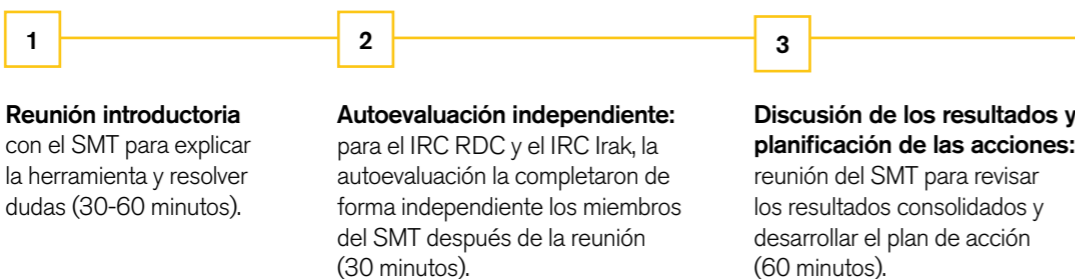 1
2
3
Reunión introductoria
con el SMT para explicar
la herramienta y resolver
dudas (30-60 minutos).
Autoevaluación independiente:
para el IRC RDC y el IRC Irak, la
autoevaluación la completaron de
forma independiente los miembros
del SMT después de la reunión
(30 minutos).
Discusión de los resultados y
planificación de las acciones:
reunión del SMT para revisar
los resultados consolidados y
desarrollar el plan de acción
(60 minutos).